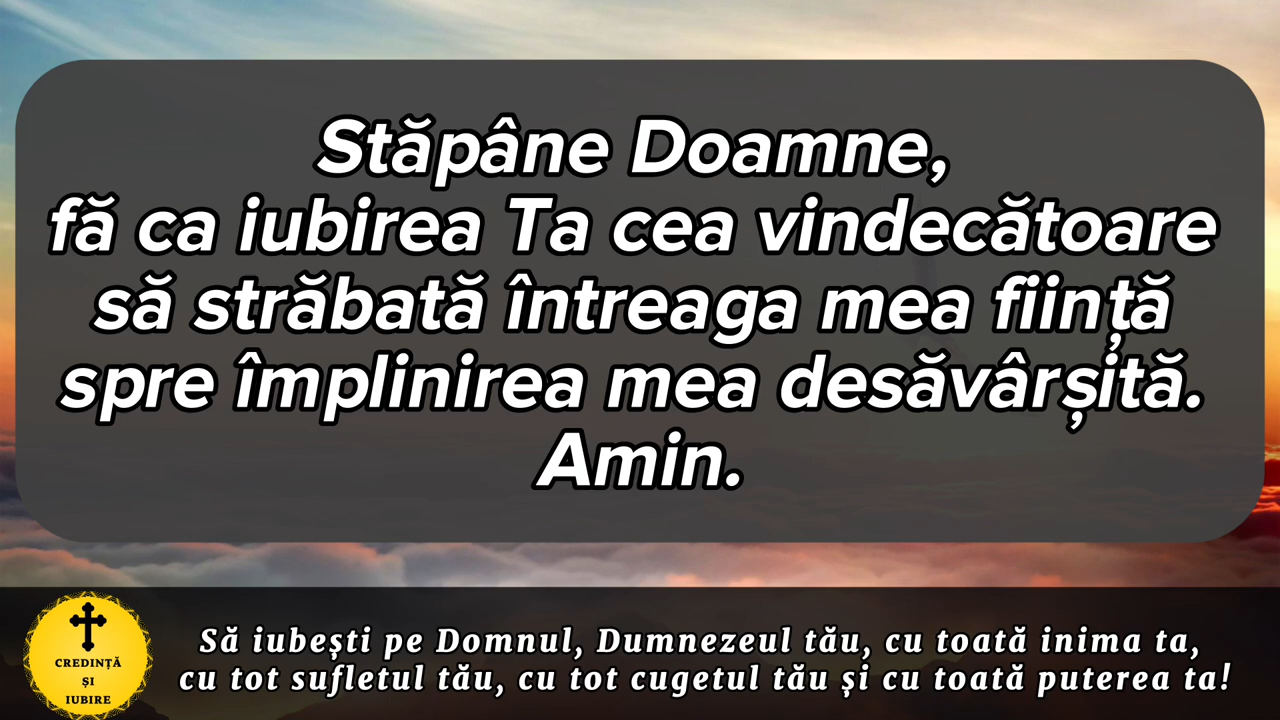 Stăpâne Doamne,
fă ca iubirea Ta cea vindecătoare
să străbată întreaga mea ființă
spre împlinirea mea desăvârșită.
Amin.
CREDINȚĂ
ȘI
IUBIRE
Să iubești pe Domnul, Dumnezeul tău, cu toată inima ta,
cu tot sufletul tău, cu tot cugetul tău și cu toată puterea ta!